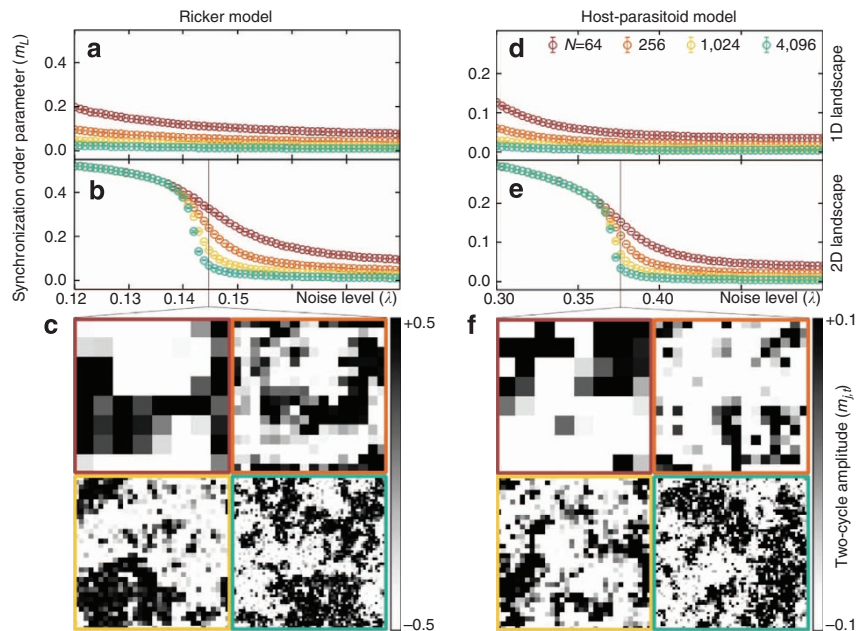 Ricker model
Host-parasitoid model
Synchronization order parameter (mL)
a
0.4
0.2
0.0
b
0.4
0.2
0.0
0.12 0.13 0.14 0.15 Noise level (λ)
d
N=64 256 1,024 4,096
0.2
0.1
0.0
1D landscape
e
0.2
0.1
0.0
2D landscape
0.30 0.35 0.40 Noise level (λ)
c
+0.5
−0.5
f
+0.1
Two-cycle amplitude (mj,t)
−0.1